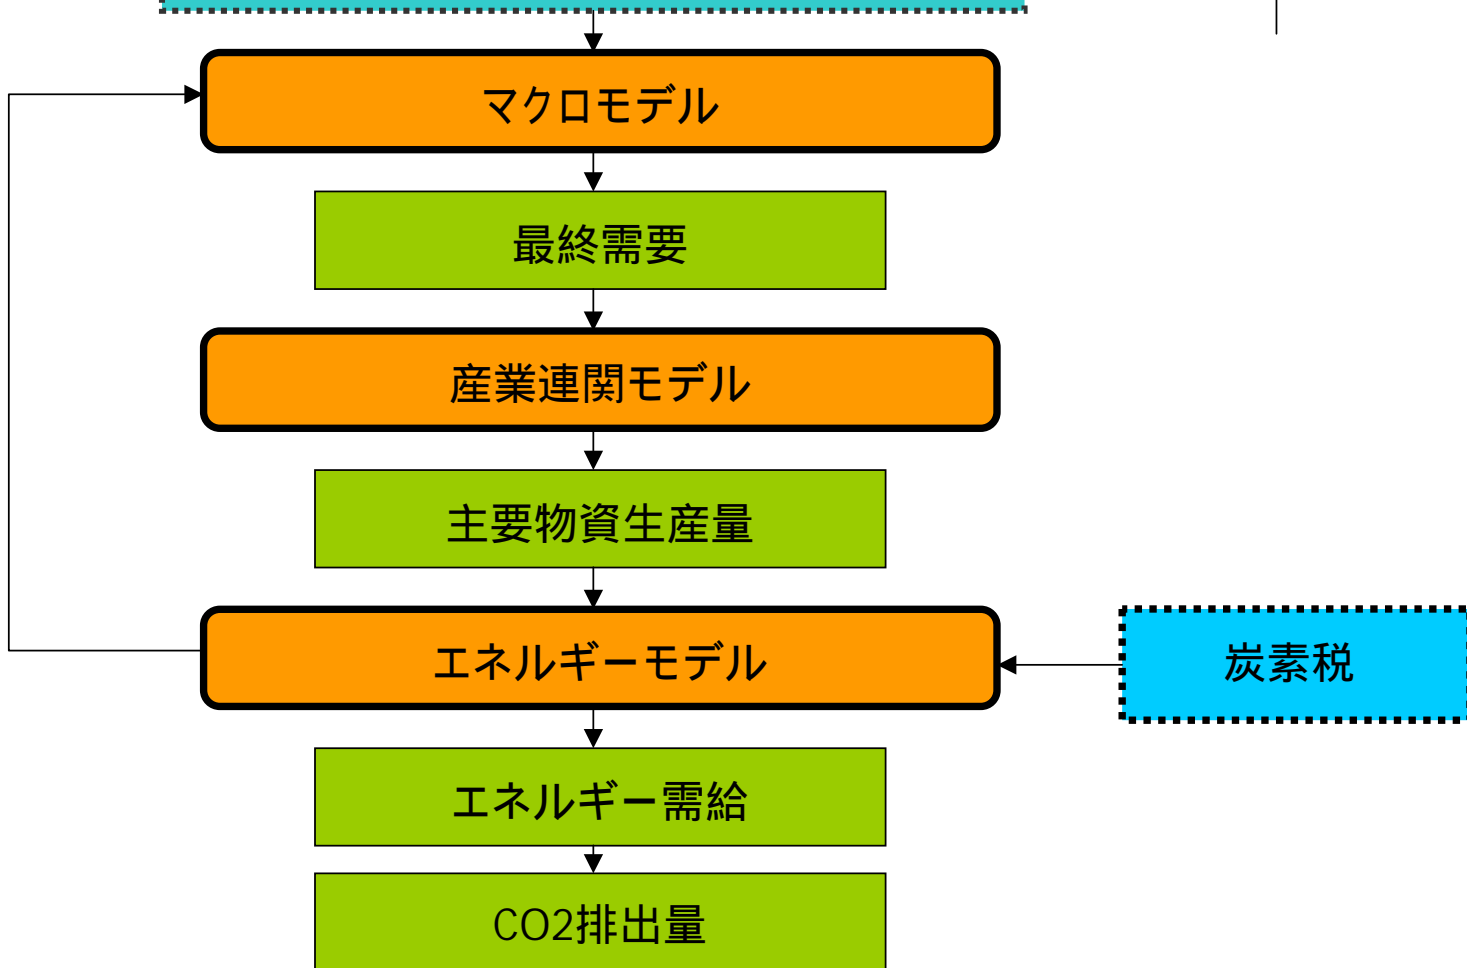 マクロモデル
最終需要
産業連関モデル
主要物資生産量
エネルギーモデル
炭素税
エネルギー需給
CO2排出量